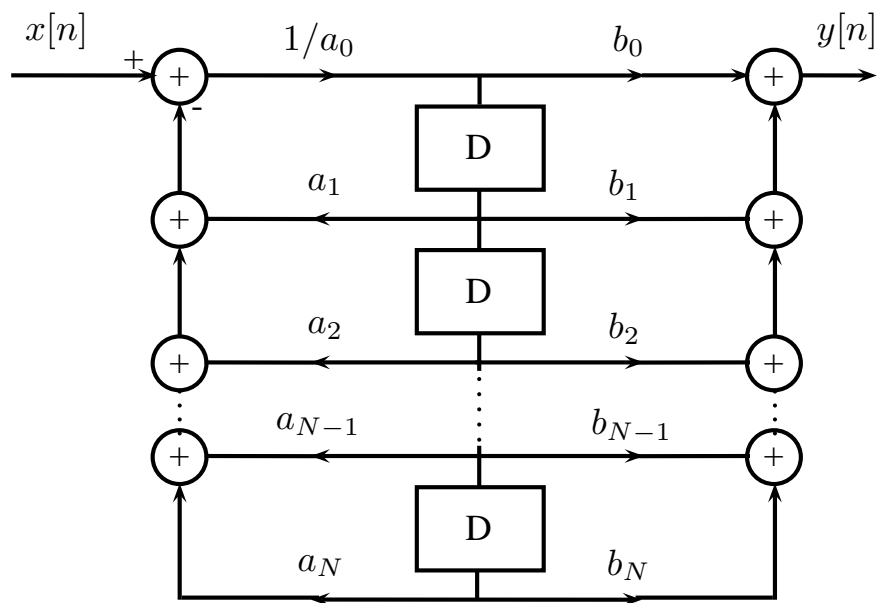 x[n] 1/a_0 b_0 y[n]
+ + +
-
D
a_1 b_1
+ +
D
a_2 b_2
+ +
a_{N-1} b_{N-1}
+ +
D
a_N b_N